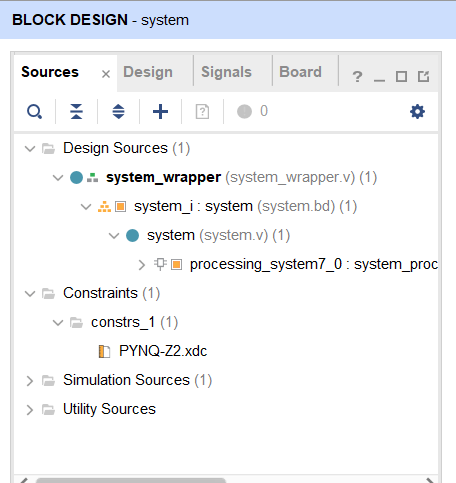 BLOCK DESIGN - system
Sources × Design Signals Board ?
? 0
Design Sources (1)
system_wrapper (system_wrapper.v) (1)
system_i : system (system.bd) (1)
system (system.v) (1)
processing_system7_0 : system_proc
Constraints (1)
constrs_1 (1)
PYNQ-Z2.xdc
Simulation Sources (1)
Utility Sources